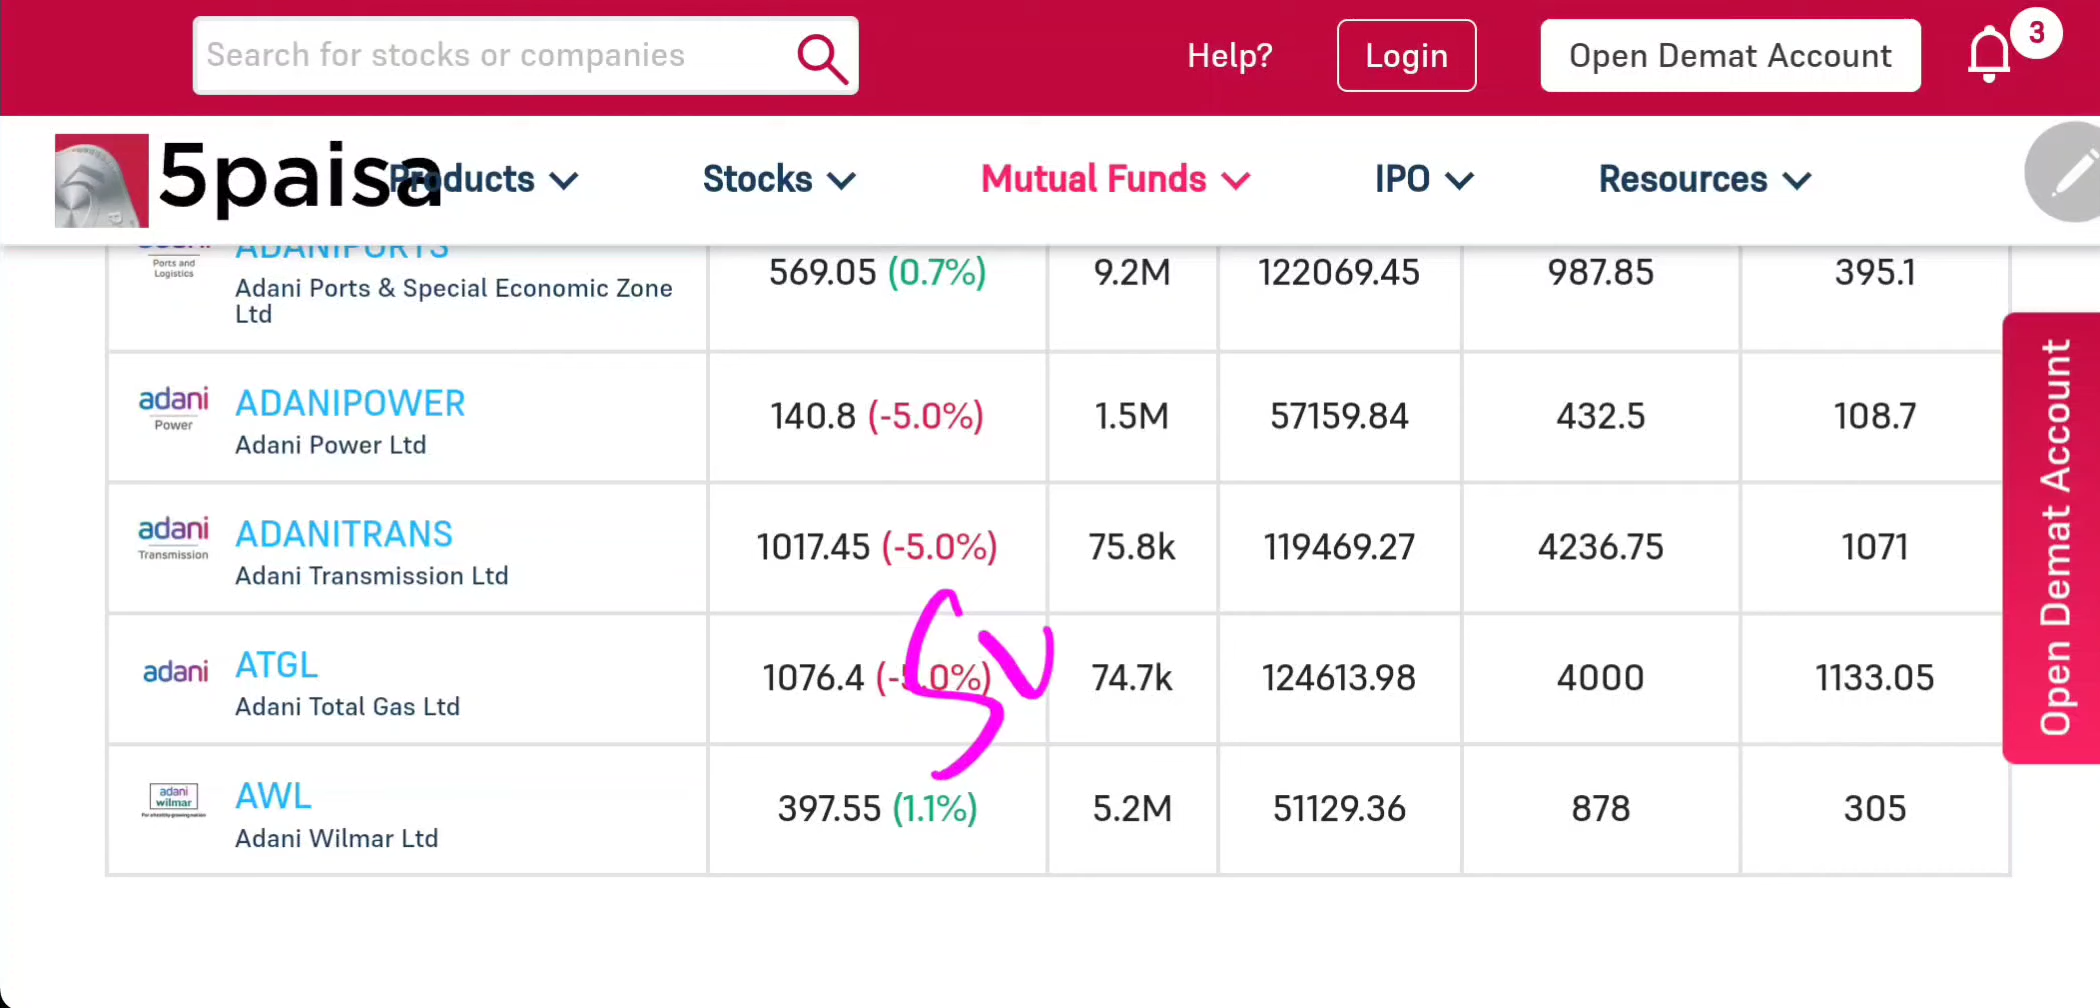 Search for stocks or companies
Help?
Login
Open Demat Account
3
5paisa
Products
Stocks
Mutual Funds
IPO
Resources
Ports and
Logistics
ADANIPORTS
Adani Ports & Special Economic Zone
Ltd
569.05 (0.7%) 9.2M 122069.45 987.85 395.1
adani
Power
ADANIPOWER
Adani Power Ltd
140.8 (-5.0%) 1.5M 57159.84 432.5 108.7
adani
Transmission
ADANITRANS
Adani Transmission Ltd
1017.45 (-5.0%) 75.8k 119469.27 4236.75 1071
adani
ATGL
Adani Total Gas Ltd
1076.4 (-5.0%) 74.7k 124613.98 4000 1133.05
adani
wilmar
AWL
Adani Wilmar Ltd
397.55 (1.1%) 5.2M 51129.36 878 305
Open Demat Account